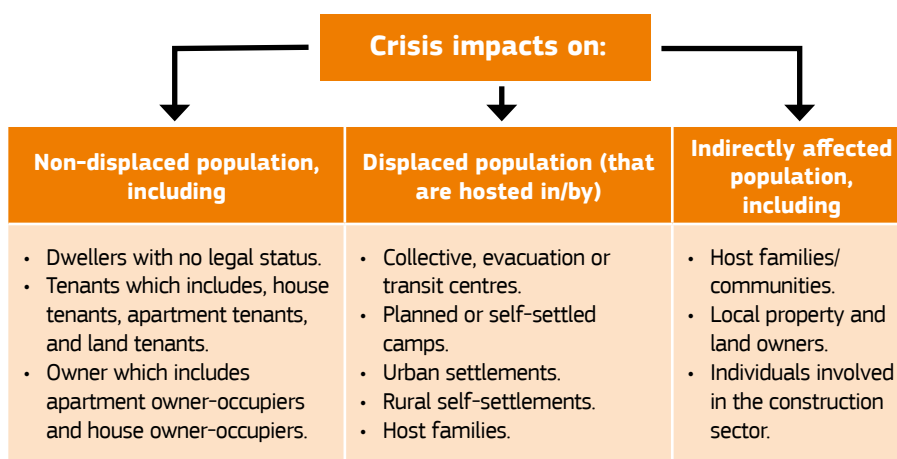 Crisis impacts on:
Non-displaced population,
including
• Dwellers with no legal status.
• Tenants which includes, house
tenants, apartment tenants,
and land tenants.
• Owner which includes
apartment owner-occupiers
and house owner-occupiers.
Displaced population (that
are hosted in/by)
• Collective, evacuation or
transit centres.
• Planned or self-settled
camps.
• Urban settlements.
• Rural self-settlements.
• Host families.
Indirectly affected
population,
including
• Host families/
communities.
• Local property and
land owners.
• Individuals involved
in the construction
sector.